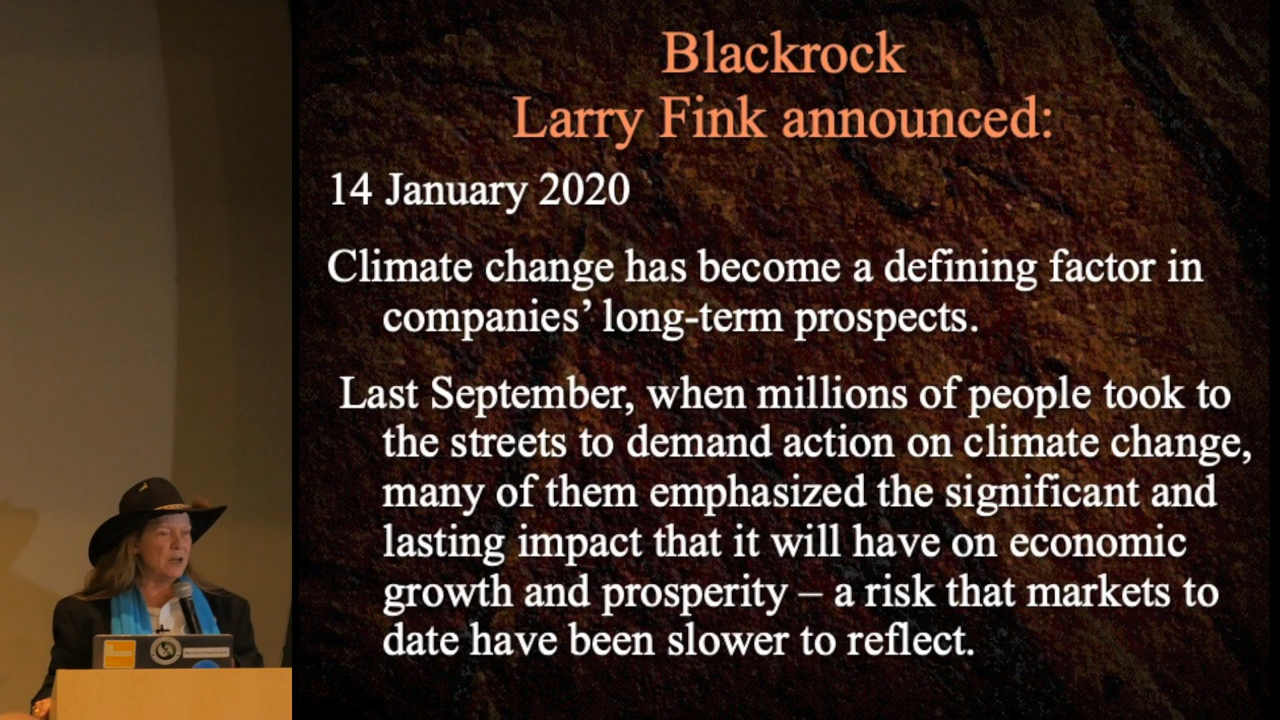 Blackrock
Larry Fink announced:
14 January 2020
Climate change has become a defining factor in
companies’ long-term prospects.
Last September, when millions of people took to
the streets to demand action on climate change,
many of them emphasized the significant and
lasting impact that it will have on economic
growth and prosperity – a risk that markets to
date have been slower to reflect.